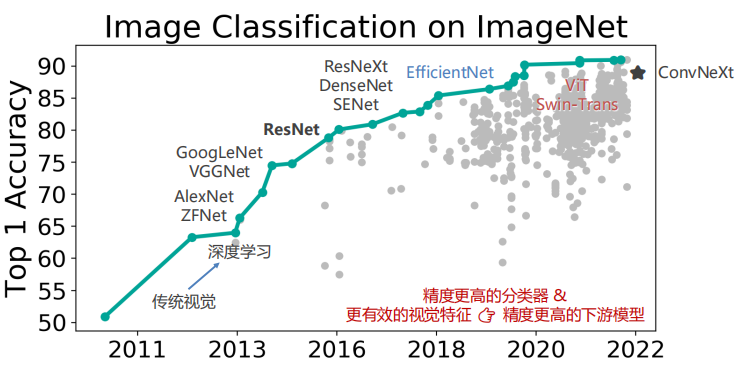 Image Classification on ImageNet
Top 1 Accuracy
90
85
80
75
70
65
60
55
50
ResNeXt
DenseNet
SENet
EfficientNet
ConvNeXt
ViT
Swin-Trans
ResNet
GoogLeNet
VGGNet
AlexNet
ZFNet
深度学习
传统视觉
精度更高的分类器 &
更有效的视觉特征 👉 精度更高的下游模型
2011 2013 2016 2018 2020 2022